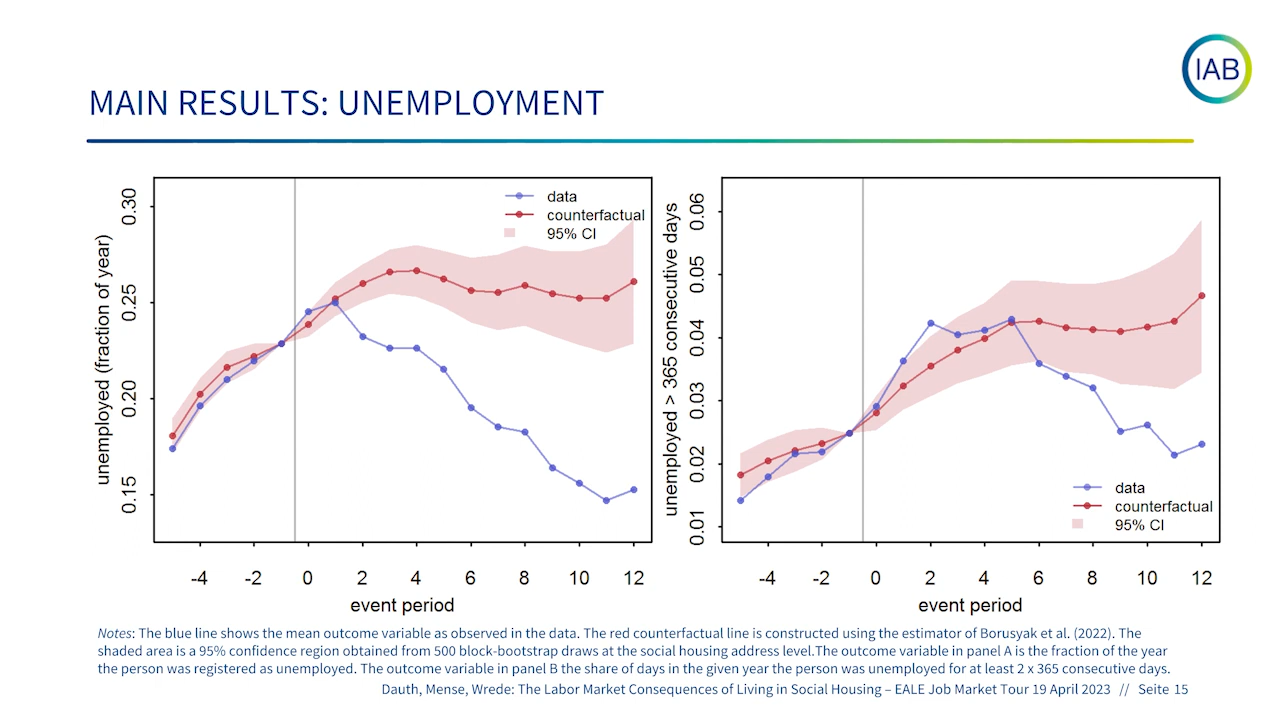 IAB
MAIN RESULTS: UNEMPLOYMENT
unemployed (fraction of year)
0.30
0.25
0.20
0.15
data
counterfactual
95% CI
-4 -2 0 2 4 6 8 10 12
event period
unemployed > 365 consecutive days
0.06
0.05
0.04
0.03
0.02
0.01
data
counterfactual
95% CI
-4 -2 0 2 4 6 8 10 12
event period
Notes: The blue line shows the mean outcome variable as observed in the data. The red counterfactual line is constructed using the estimator of Borusyak et al. (2022). The
shaded area is a 95% confidence region obtained from 500 block-bootstrap draws at the social housing address level.The outcome variable in panel A is the fraction of the year
the person was registered as unemployed. The outcome variable in panel B the share of days in the given year the person was unemployed for at least 2 x 365 consecutive days.
Dauth, Mense, Wrede: The Labor Market Consequences of Living in Social Housing – EALE Job Market Tour 19 April 2023 // Seite 15